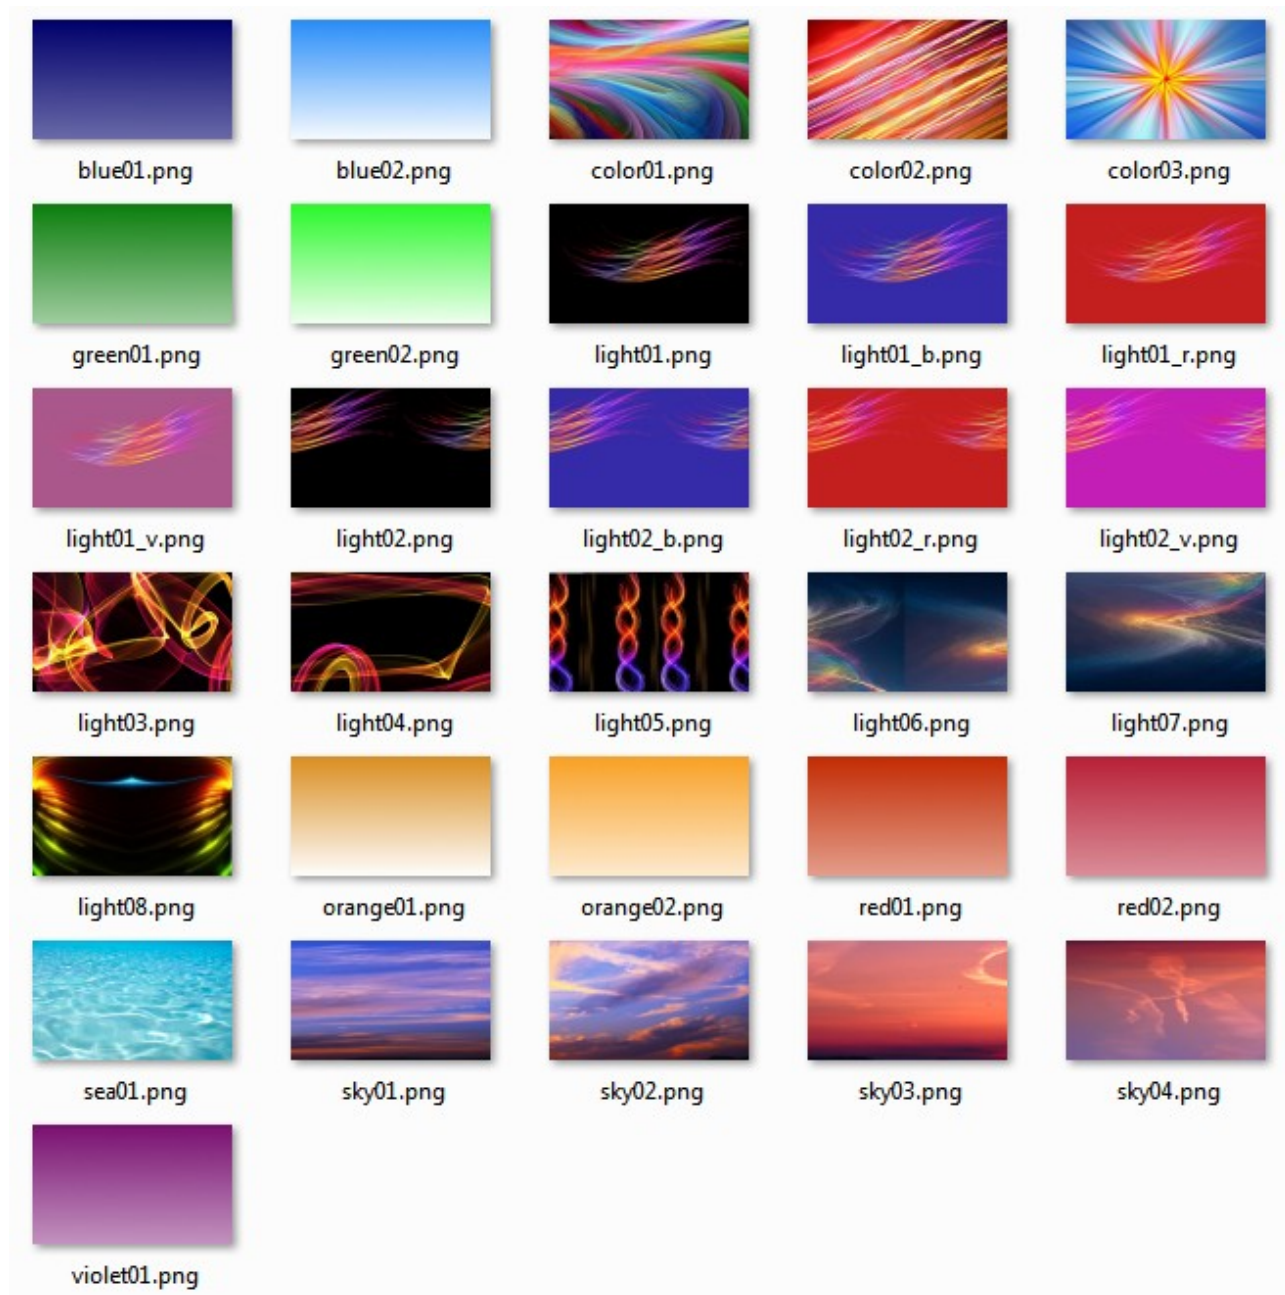 blue01.png
blue02.png
color01.png
color02.png
color03.png
green01.png
green02.png
light01.png
light01_b.png
light01_r.png
light01_v.png
light02.png
light02_b.png
light02_r.png
light02_v.png
light03.png
light04.png
light05.png
light06.png
light07.png
light08.png
orange01.png
orange02.png
red01.png
red02.png
sea01.png
sky01.png
sky02.png
sky03.png
sky04.png
violet01.png